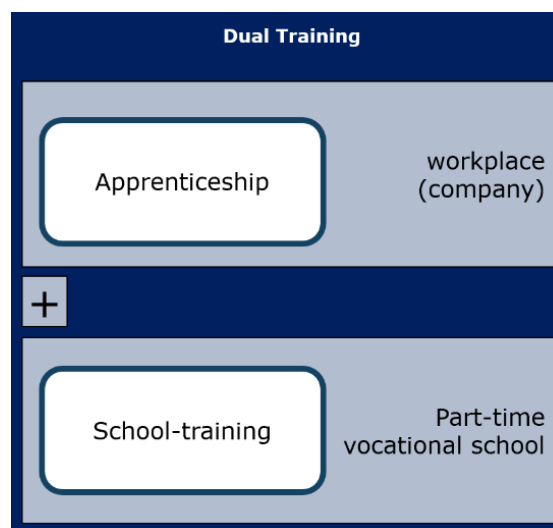 Dual Training
Apprenticeship
workplace
(company)
+
School-training
Part-time
vocational school